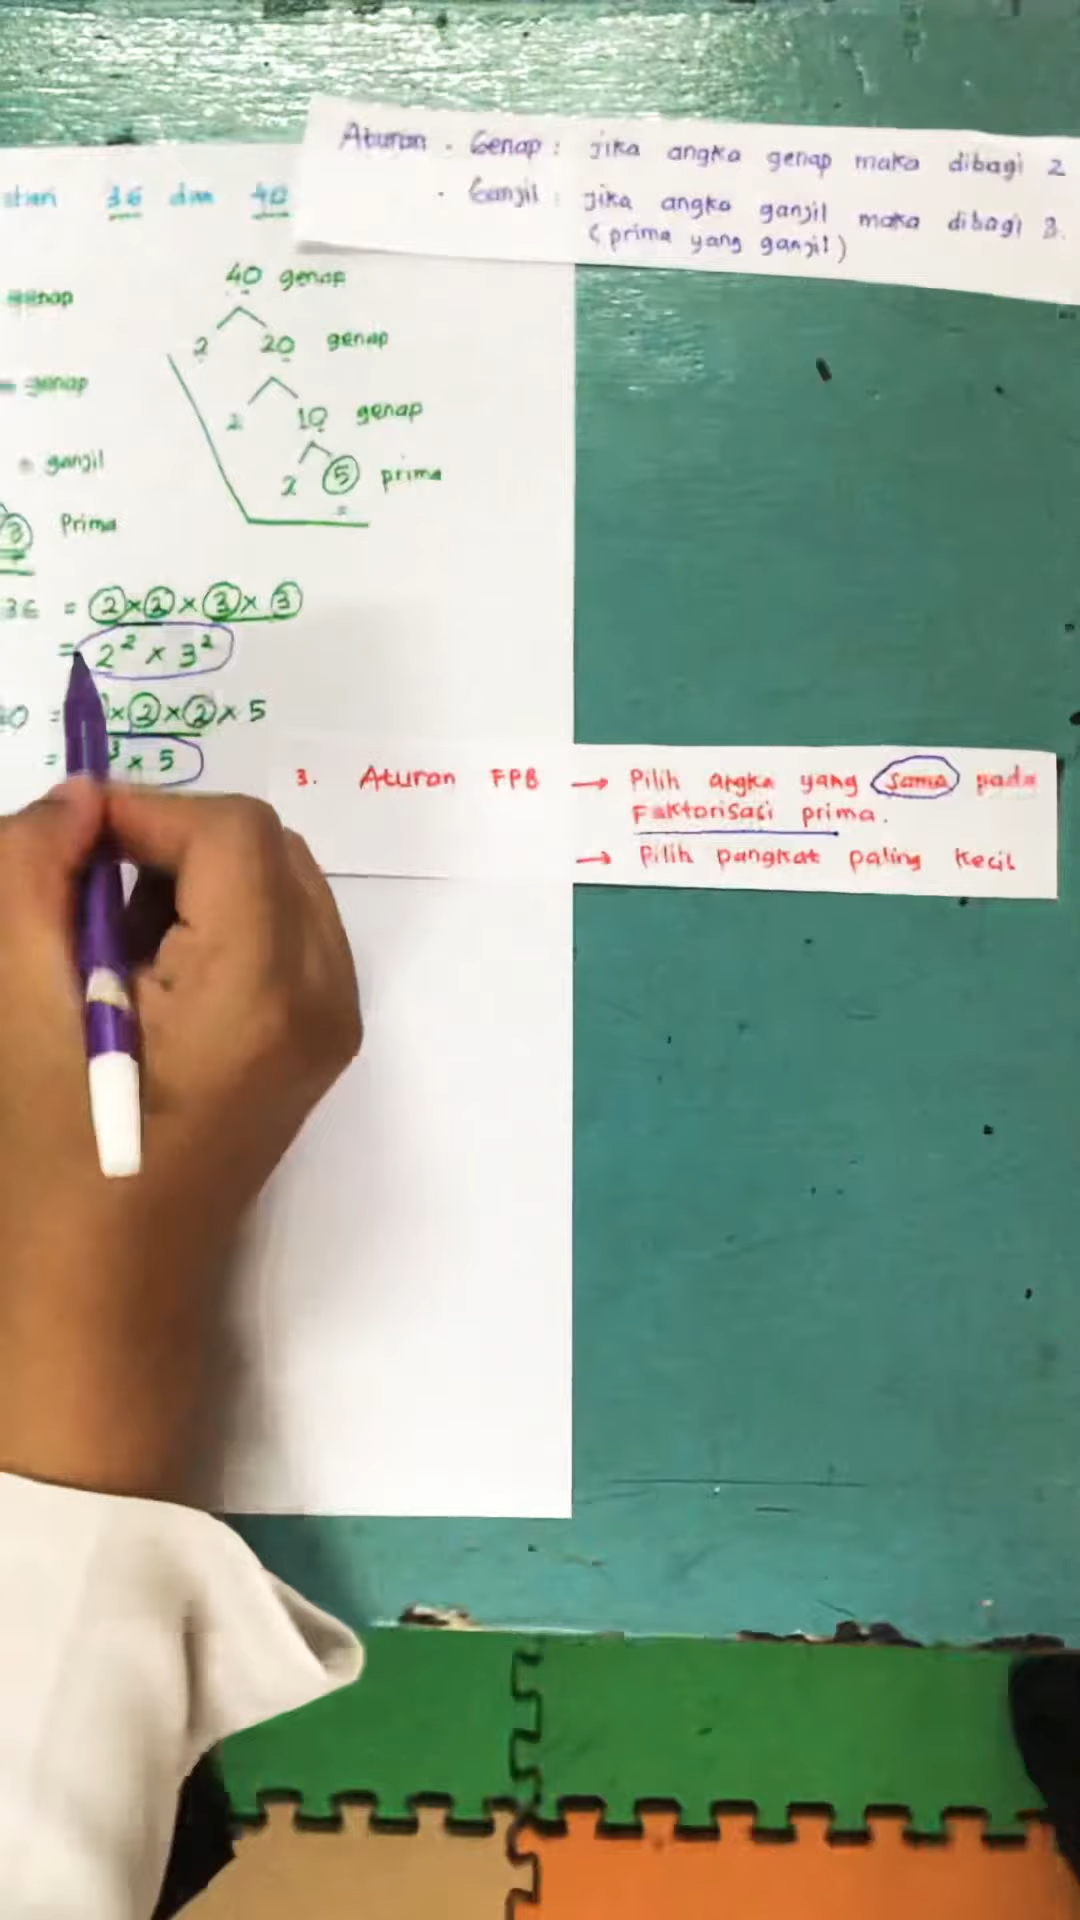 Aturan . Genap : jika angka genap maka dibagi 2
. Ganjil : jika angka ganjil maka dibagi 3.
(prima yang ganjil)
36 dan 40
40 genap
genap
2 20 genap
genap
2 10 genap
ganjil
2 5 prima
3 Prima
36 = 2 × 2 × 3 × 3
= 2² × 3²
= × 2 × 2 × 5
= ³ × 5
3. Aturan FPB → Pilih angka yang sama pada
Faktorisasi prima.
→ Pilih pangkat paling kecil